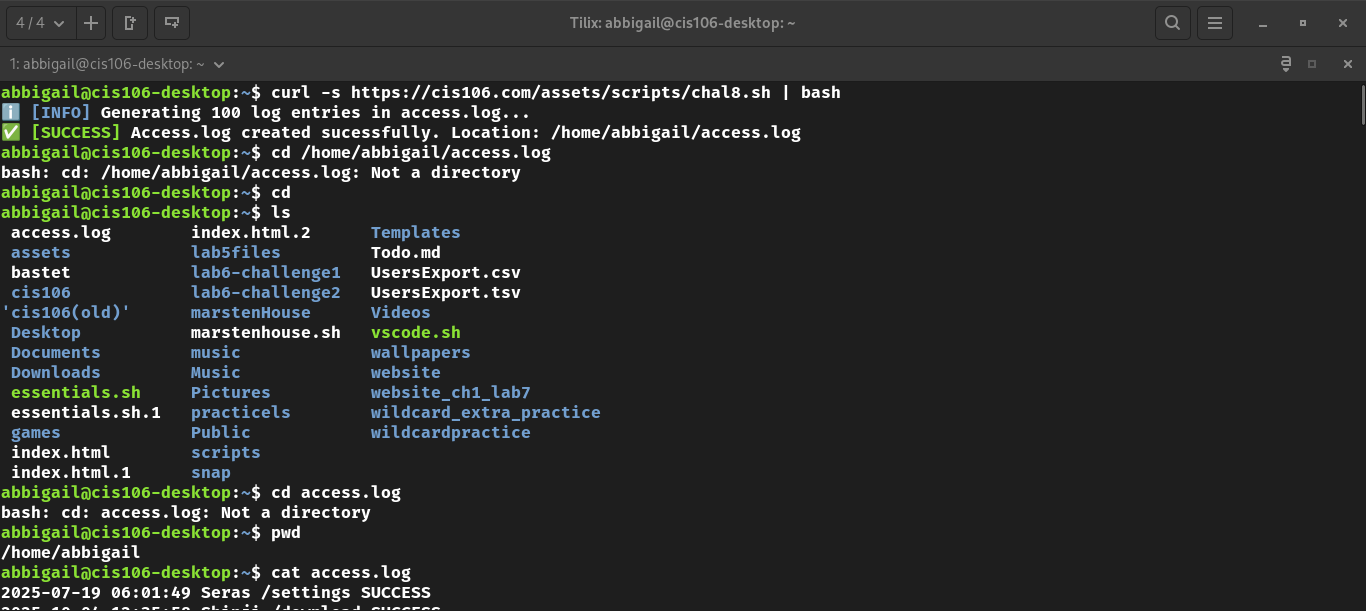 4 / 4
Tilix: abbigail@cis106-desktop: ~
1: abbigail@cis106-desktop: ~
abbigail@cis106-desktop:~$ curl -s https://cis106.com/assets/scripts/chal8.sh | bash
[INFO] Generating 100 log entries in access.log...
[SUCCESS] Access.log created sucessfully. Location: /home/abbigail/access.log
abbigail@cis106-desktop:~$ cd /home/abbigail/access.log
bash: cd: /home/abbigail/access.log: Not a directory
abbigail@cis106-desktop:~$ cd
abbigail@cis106-desktop:~$ ls
access.log index.html.2 Templates
assets lab5files Todo.md
bastet lab6-challenge1 UsersExport.csv
cis106 lab6-challenge2 UsersExport.tsv
'cis106(old)' marstenHouse Videos
Desktop marstenhouse.sh vscode.sh
Documents music wallpapers
Downloads Music website
essentials.sh Pictures website_ch1_lab7
essentials.sh.1 practicels wildcard_extra_practice
games Public wildcardpractice
index.html scripts
index.html.1 snap
abbigail@cis106-desktop:~$ cd access.log
bash: cd: access.log: Not a directory
abbigail@cis106-desktop:~$ pwd
/home/abbigail
abbigail@cis106-desktop:~$ cat access.log
2025-07-19 06:01:49 Seras /settings SUCCESS